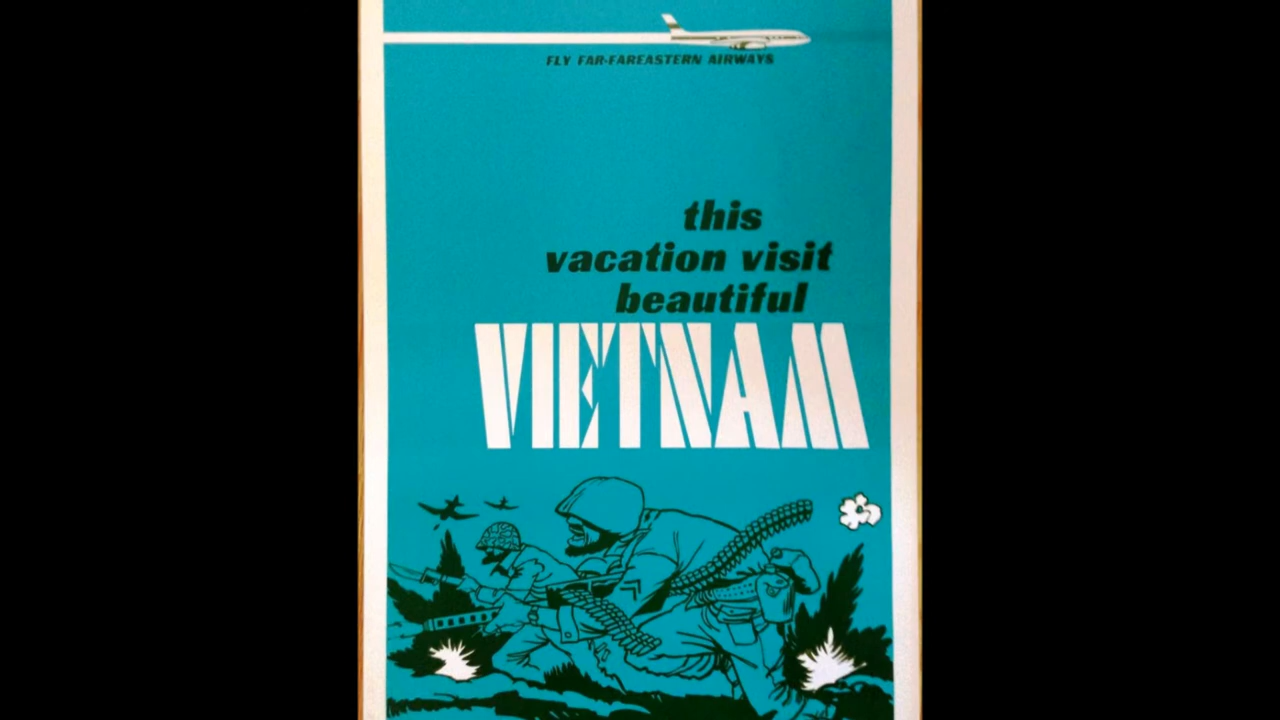 FLY FAR-FAREASTERN AIRWAYS
this
vacation visit
beautiful
VIETNAM